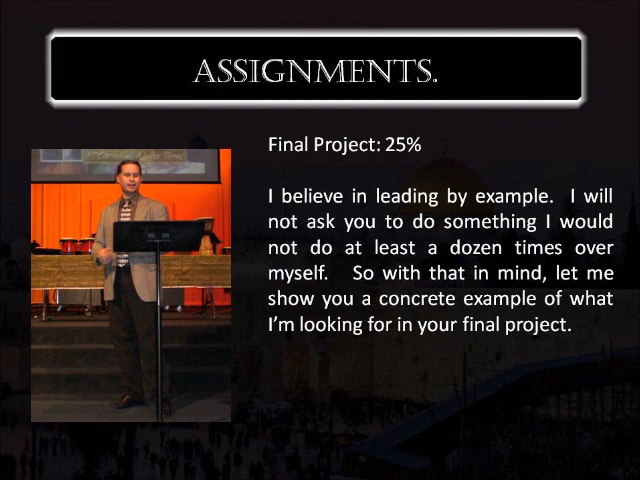 ASSIGNMENTS.
Final Project: 25%
I believe in leading by example. I will
not ask you to do something I would
not do at least a dozen times over
myself. So with that in mind, let me
show you a concrete example of what
I'm looking for in your final project.